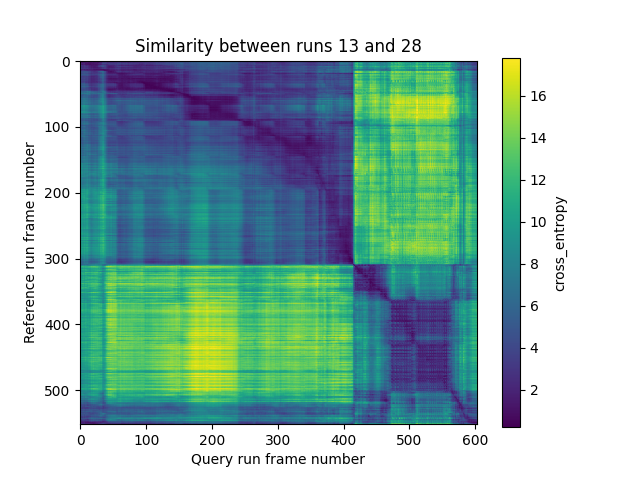 Similarity between runs 13 and 28
0
100
200
300
400
500
Reference run frame number
0 100 200 300 400 500 600
Query run frame number
16
14
12
10
8
6
4
2
cross_entropy